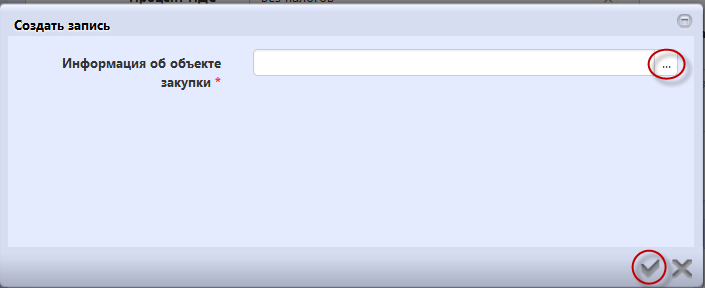 Создать запись
Информация об объекте
закупки *
...